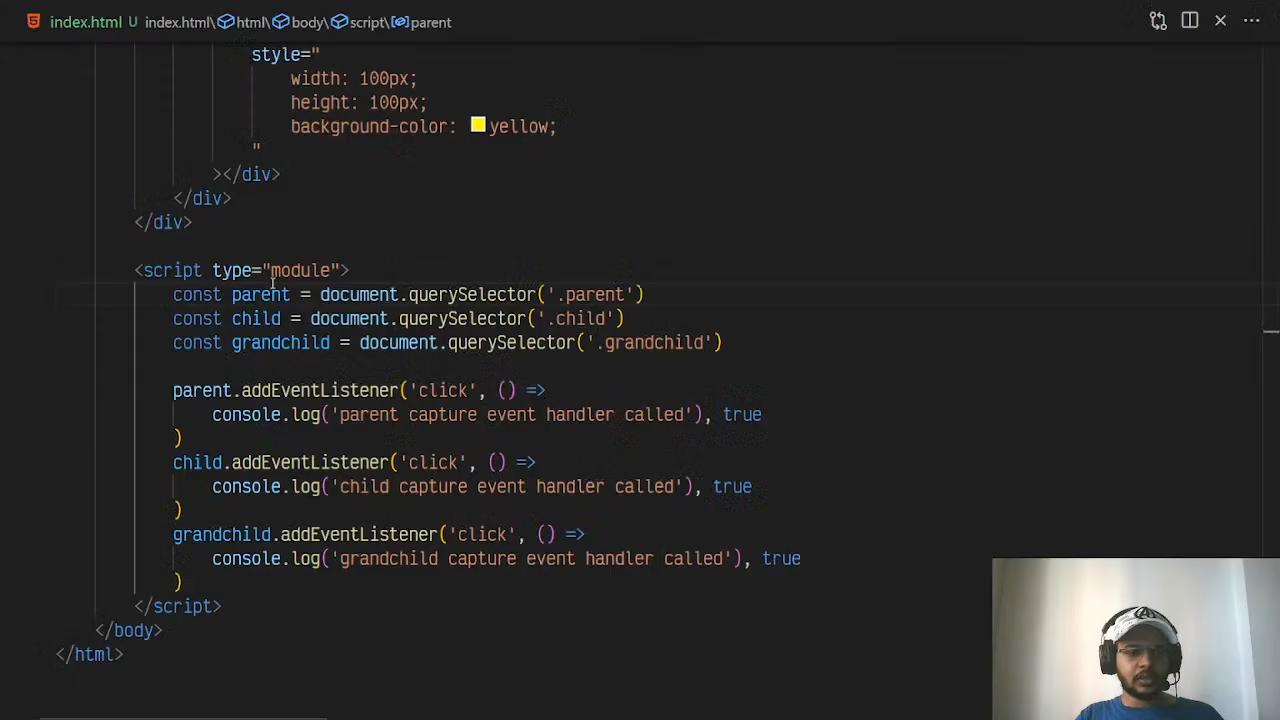 index.html U index.html\html\body\script\parent
style="
width: 100px;
height: 100px;
background-color: yellow;
"
></div>
</div>
</div>
<script type="module">
const parent = document.querySelector('.parent')
const child = document.querySelector('.child')
const grandchild = document.querySelector('.grandchild')
parent.addEventListener('click', () =>
console.log('parent capture event handler called'), true
)
child.addEventListener('click', () =>
console.log('child capture event handler called'), true
)
grandchild.addEventListener('click', () =>
console.log('grandchild capture event handler called'), true
)
</script>
</body>
</html>